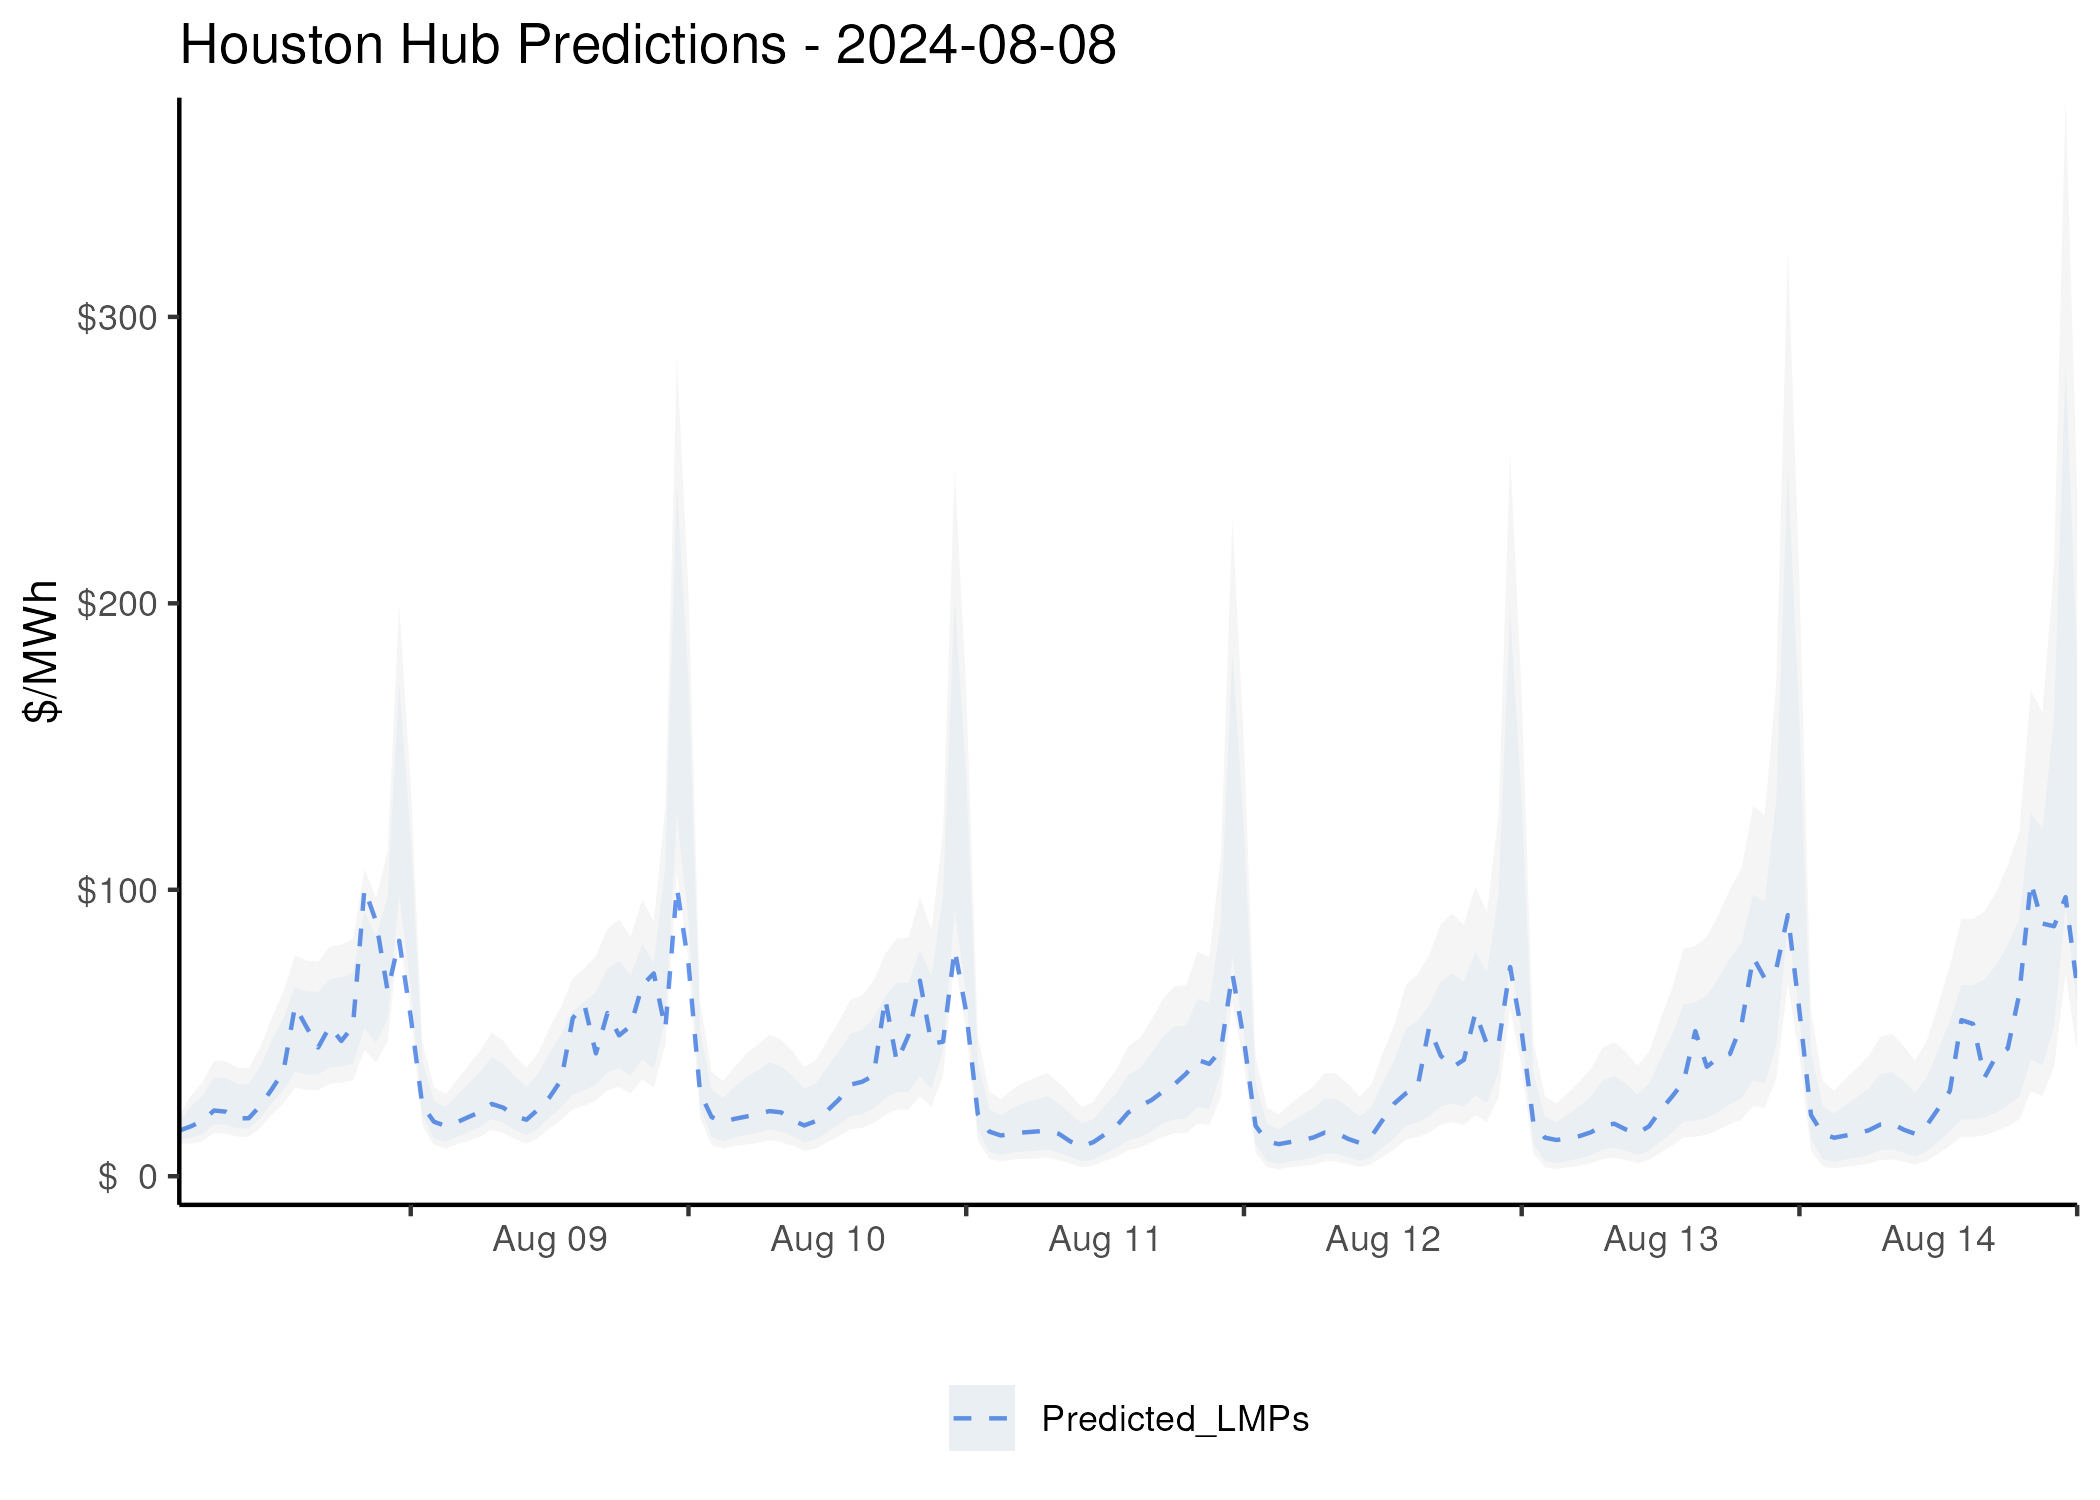 Houston Hub Predictions - 2024-08-08
$/MWh
$300
$200
$100
$ 0
Aug 09
Aug 10
Aug 11
Aug 12
Aug 13
Aug 14
Predicted_LMPs